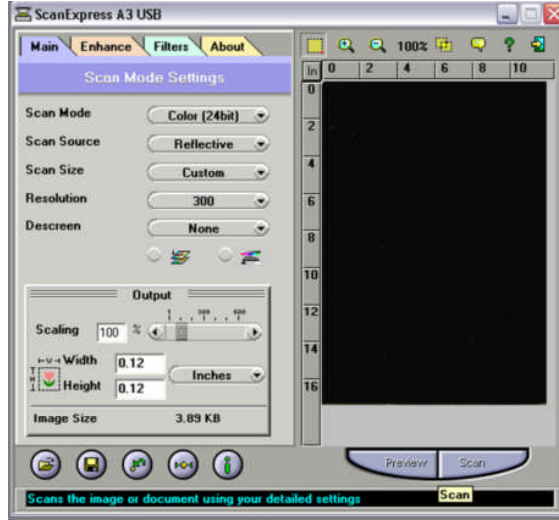 ScanExpress A3 USB
Main Enhance Filters About
100%
Scan Mode Settings
In 0 2 4 6 8 10
0
2
4
6
8
10
12
14
16
Scan Mode Color (24bit)
Scan Source Reflective
Scan Size Custom
Resolution 300
Descreen None
Output
Scaling 100 %
Width 0.12
Height 0.12
Inches
Image Size 3.89 KB
Preview Scan
Scans the image or document using your detailed settings
Scan